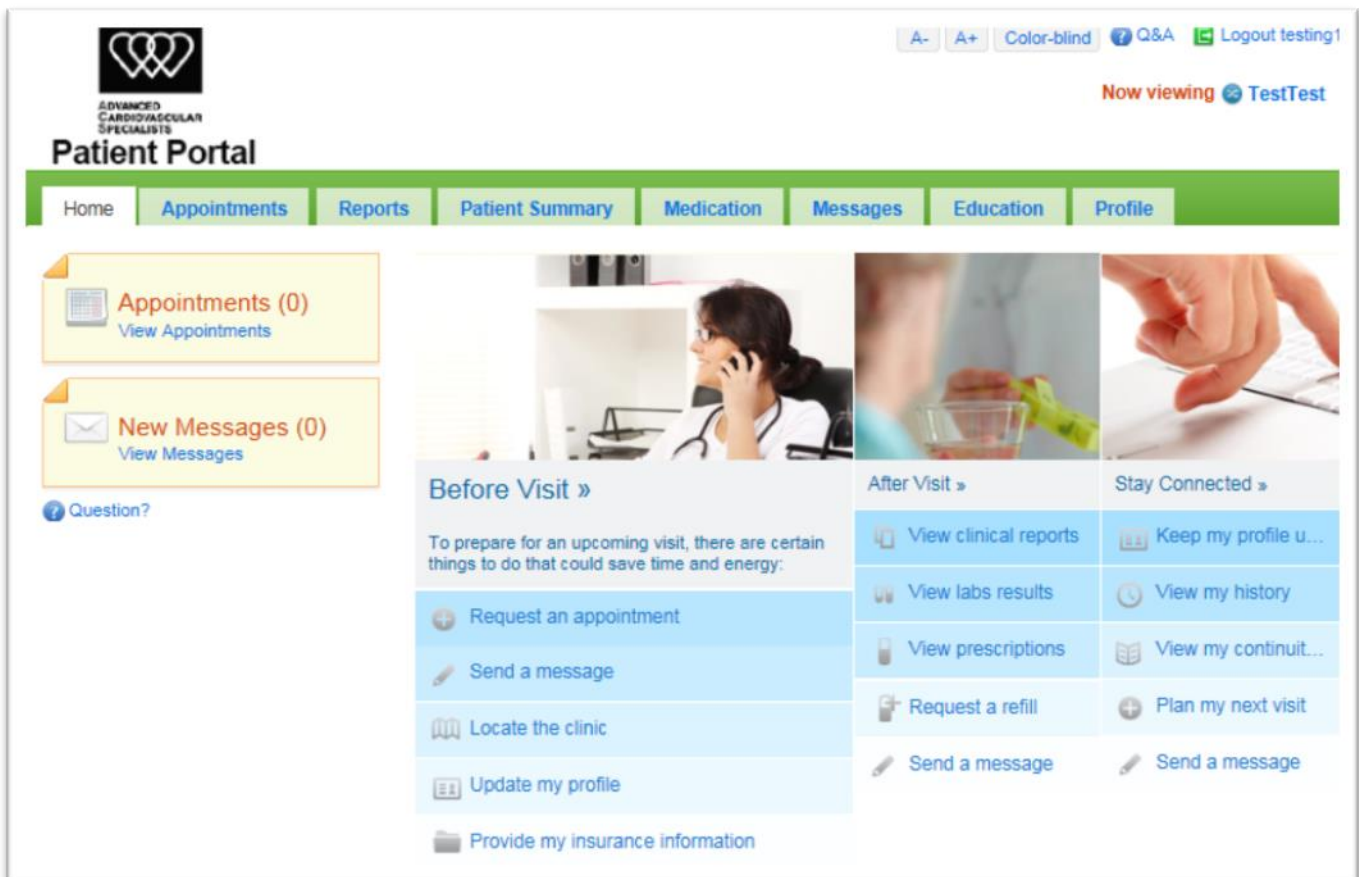 A- A+ Color-blind Q&A Logout testing1
Now viewing TestTest
ADVANCED
CARDIOVASCULAR
SPECIALISTS
Patient Portal
Home Appointments Reports Patient Summary Medication Messages Education Profile
Appointments (0)
View Appointments
New Messages (0)
View Messages
Question?
Before Visit »
To prepare for an upcoming visit, there are certain
things to do that could save time and energy:
Request an appointment
Send a message
Locate the clinic
Update my profile
Provide my insurance information
After Visit »
View clinical reports
View labs results
View prescriptions
Request a refill
Send a message
Stay Connected »
Keep my profile u...
View my history
View my continuit...
Plan my next visit
Send a message